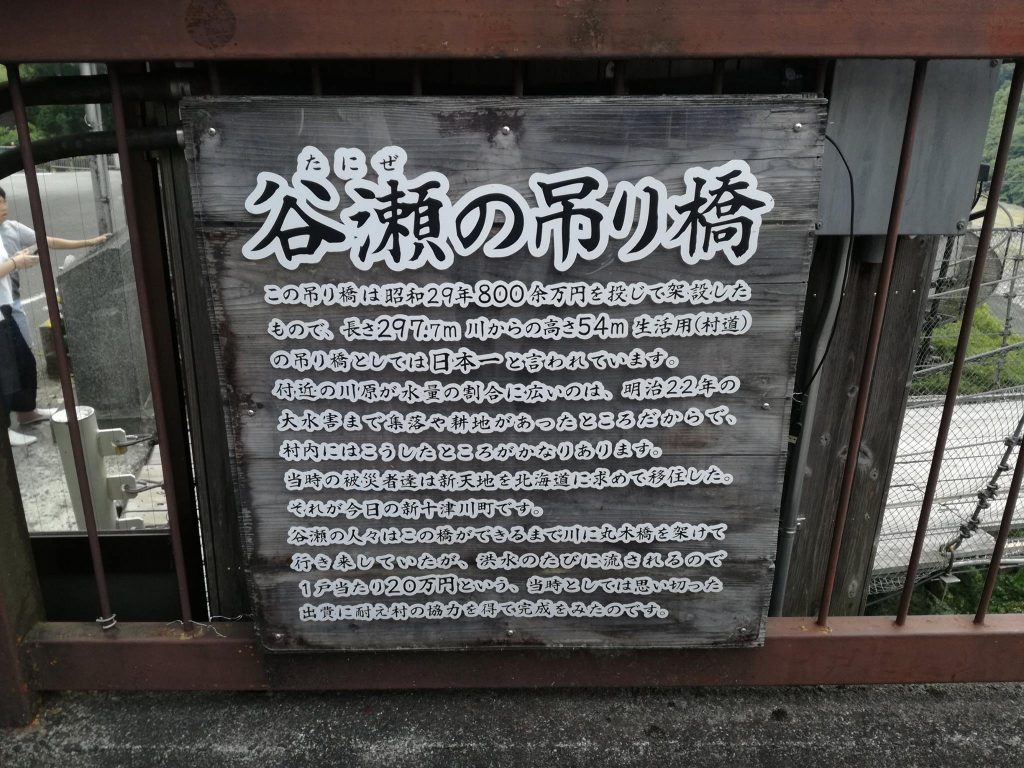 たにぜ
谷瀬の吊り橋
この吊り橋は昭和29年800余万円を投じて架設した
もので、長さ297.7m 川からの高さ54m 生活用(村道)
の吊り橋としては日本一と言われています。
付近の川原が水量の割合に広いのは、明治22年の
大水害まで集落や耕地があったところだからで、
村内にはこうしたところがかなりあります。
当時の被災者達は新天地を北海道に求めて移住した。
それが今日の新十津川町です。
谷瀬の人々はこの橋ができるまで川に丸木橋を架けて
行き来していたが、洪水のたびに流されるので
1戸当たり20万円という、当時としては思い切った
出費に耐え村の協力を得て完成をみたのです。